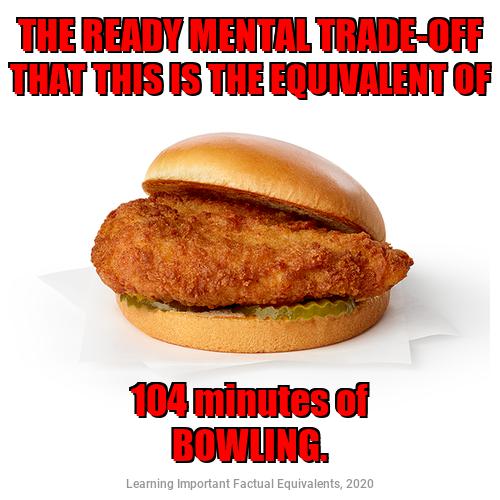 THE READY MENTAL TRADE-OFF
THAT THIS IS THE EQUIVALENT OF
104 minutes of
BOWLING.
Learning Important Factual Equivalents, 2020